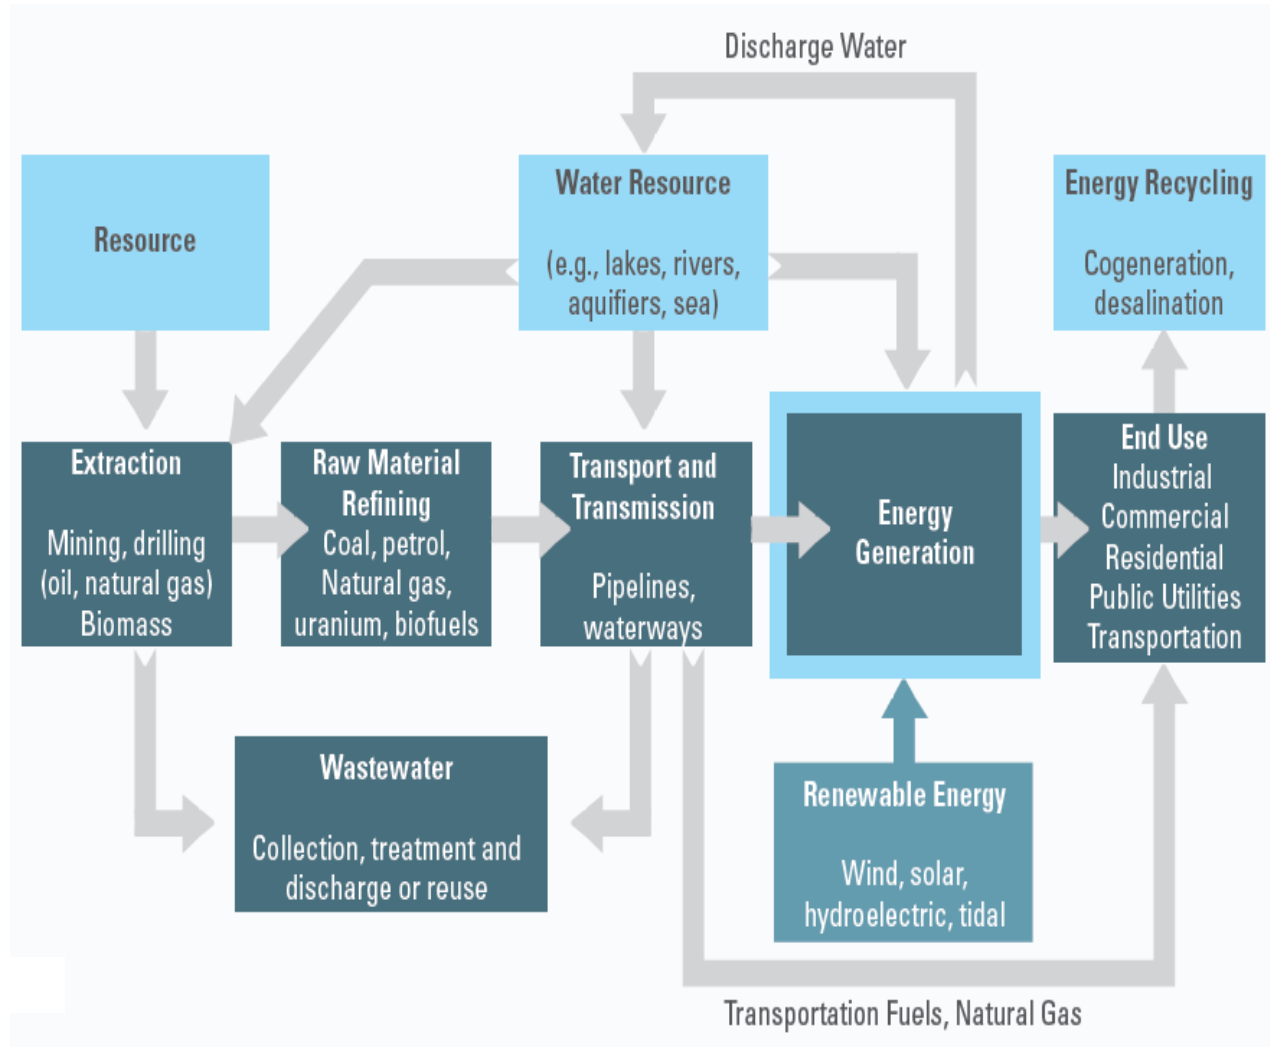 Discharge Water
Resource
Water Resource
(e.g., lakes, rivers,
aquifiers, sea)
Energy Recycling
Cogeneration,
desalination
Extraction
Mining, drilling
(oil, natural gas)
Biomass
Raw Material
Refining
Coal, petrol,
Natural gas,
uranium, biofuels
Transport and
Transmission
Pipelines,
waterways
Energy
Generation
End Use
Industrial
Commercial
Residential
Public Utilities
Transportation
Wastewater
Collection, treatment and
discharge or reuse
Renewable Energy
Wind, solar,
hydroelectric, tidal
Transportation Fuels, Natural Gas